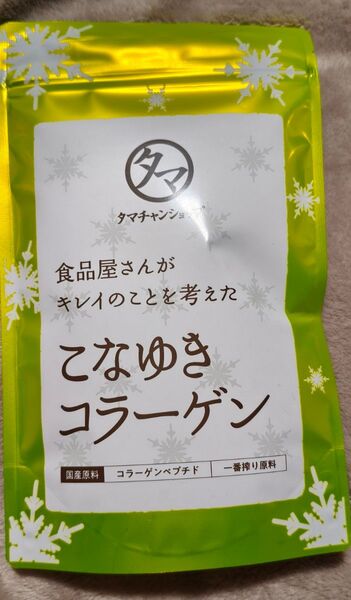 タマ
タマチャンショップ
食品屋さんが
キレイのことを考えた
こなゆき
コラーゲン
国産原料 コラーゲンペプチド 一番搾り原料